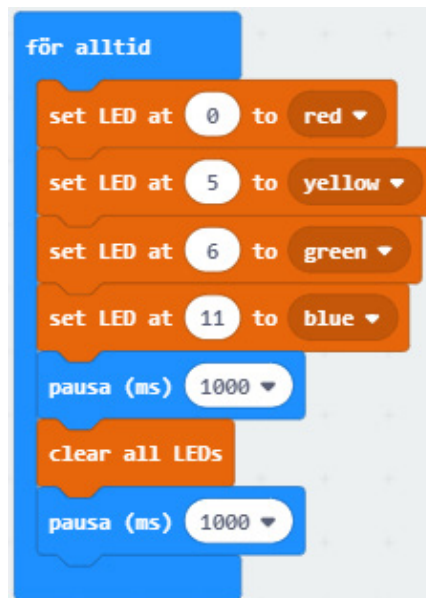 för alltid
set LED at 0 to red
set LED at 5 to yellow
set LED at 6 to green
set LED at 11 to blue
pausa (ms) 1000
clear all LEDs
pausa (ms) 1000